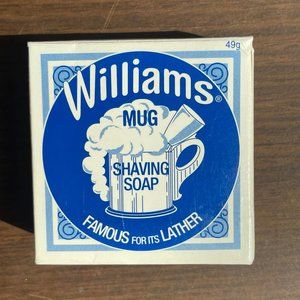 49g
Williams®
MUG
SHAVING
SOAP
FAMOUS FOR ITS LATHER